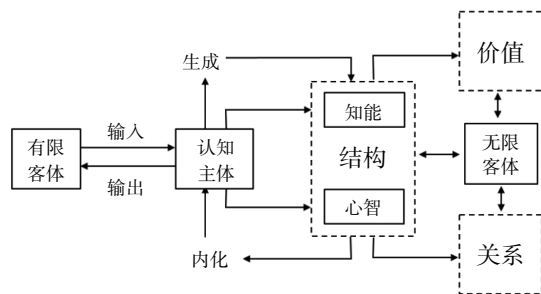 生成
价值
知能
输入
有限
客体
认知
主体
结构
无限
客体
输出
心智
内化
关系